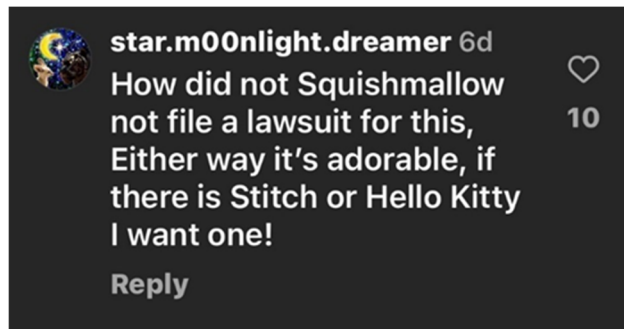 star.m00nlight.dreamer 6d
How did not Squishmallow
not file a lawsuit for this,
Either way it’s adorable, if
there is Stitch or Hello Kitty
I want one!
10
Reply